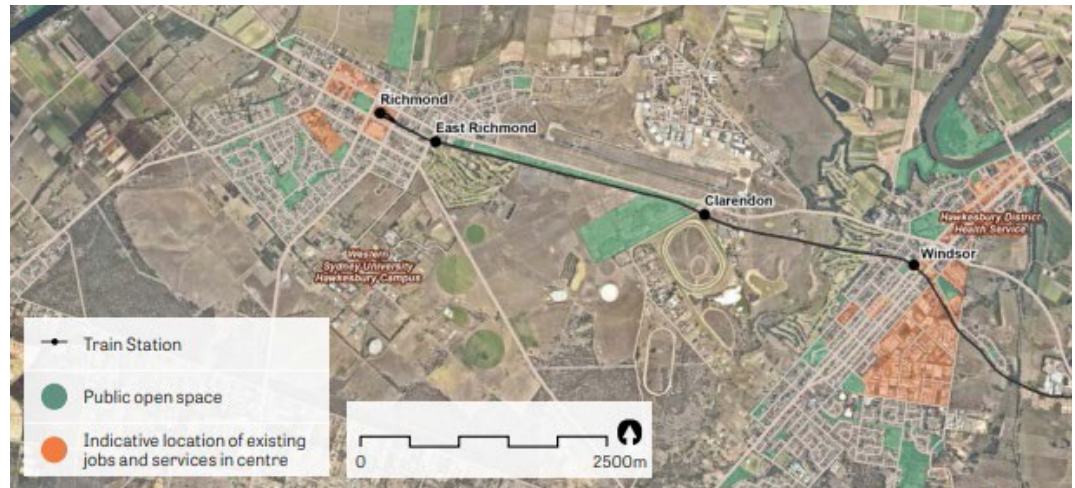 Richmond
East Richmond
Clarendon
Hawkesbury District
Health Service
Windsor
Western
Sydney University
Hawkesbury Campus
Train Station
Public open space
Indicative location of existing
jobs and services in centre
0
2500m